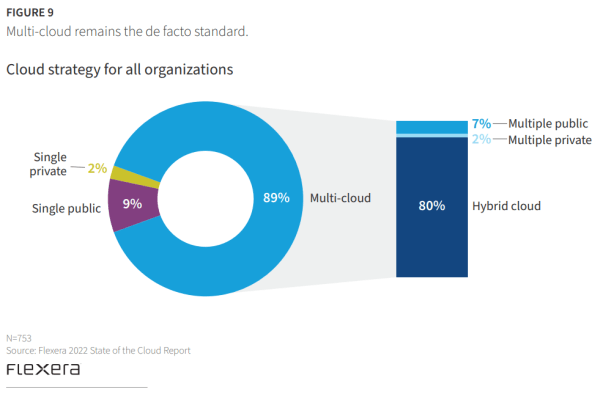 FIGURE 9
Multi-cloud remains the de facto standard.
Cloud strategy for all organizations
7% Multiple public
2% Multiple private
Single
private 2%
Single public 9%
89% Multi-cloud
80% Hybrid cloud
N=753
Source: Flexera 2022 State of the Cloud Report
FLEXERA